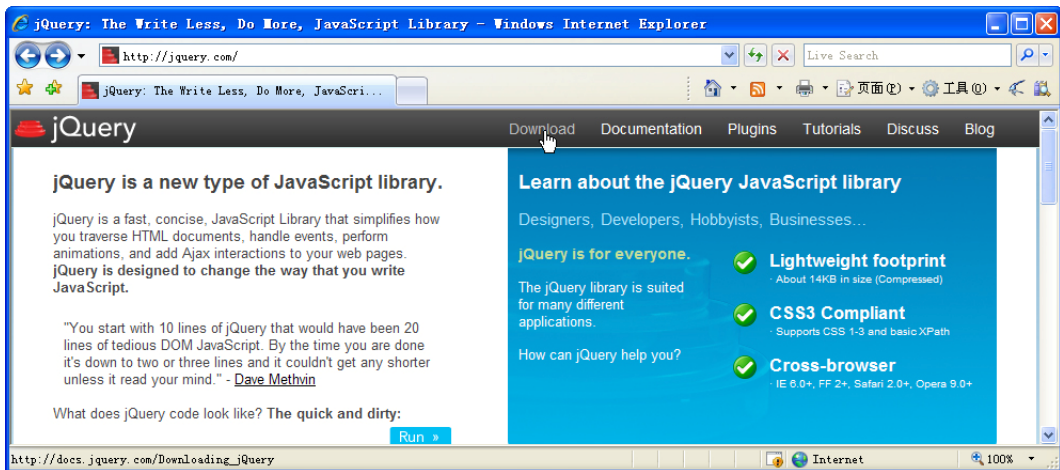 jQuery: The Write Less, Do More, JavaScript Library - Windows Internet Explorer
http://jquery.com/
Live Search
jQuery: The Write Less, Do More, JavaScri...
页面(P)
工具(O)
jQuery
Download Documentation Plugins Tutorials Discuss Blog
jQuery is a new type of JavaScript library.
jQuery is a fast, concise, JavaScript Library that simplifies how
you traverse HTML documents, handle events, perform
animations, and add Ajax interactions to your web pages.
jQuery is designed to change the way that you write
JavaScript.
"You start with 10 lines of jQuery that would have been 20
lines of tedious DOM JavaScript. By the time you are done
it's down to two or three lines and it couldn't get any shorter
unless it read your mind." - Dave Methvin
What does jQuery code look like? The quick and dirty:
Run »
Learn about the jQuery JavaScript library
Designers, Developers, Hobbyists, Businesses...
jQuery is for everyone.
The jQuery library is suited
for many different
applications.
How can jQuery help you?
Lightweight footprint
· About 14KB in size (Compressed)
CSS3 Compliant
· Supports CSS 1-3 and basic XPath
Cross-browser
· IE 6.0+, FF 2+, Safari 2.0+, Opera 9.0+
http://docs.jquery.com/Downloading_jQuery
Internet
100%